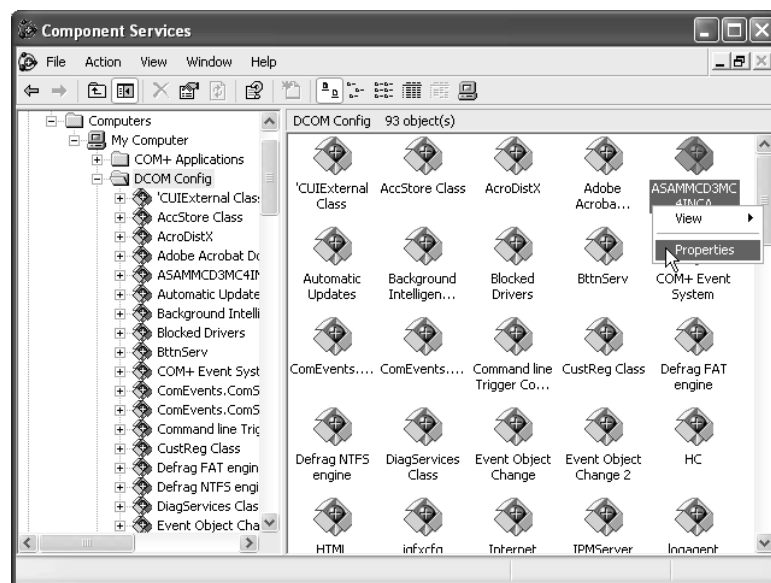 Component Services
File Action View Window Help
Computers
My Computer
COM+ Applications
DCOM Config
'CUIExternal Clas
AccStore Class
AcroDistX
Adobe Acrobat Do
ASAMMCD3MC4IN
Automatic Update
Background Intelli
Blocked Drivers
BttnServ
COM+ Event Syst
ComEvents.ComS
ComEvents.ComS
Command line Trig
CustReg Class
Defrag FAT engin
Defrag NTFS engi
DiagServices Clas
Event Object Cha
DCOM Config 93 object(s)
'CUIExternal Class
AccStore Class
AcroDistX
Adobe Acroba...
ASAMMCD3MC
4INCA
View
Properties
Automatic Updates
Background Intelligen...
Blocked Drivers
BttnServ
COM+ Event System
ComEvents....
ComEvents....
Command line Trigger Co...
CustReg Class
Defrag FAT engine
Defrag NTFS engine
DiagServices Class
Event Object Change
Event Object Change 2
HC
HTML
igfxcfg
Internet
IPMServer
logagent